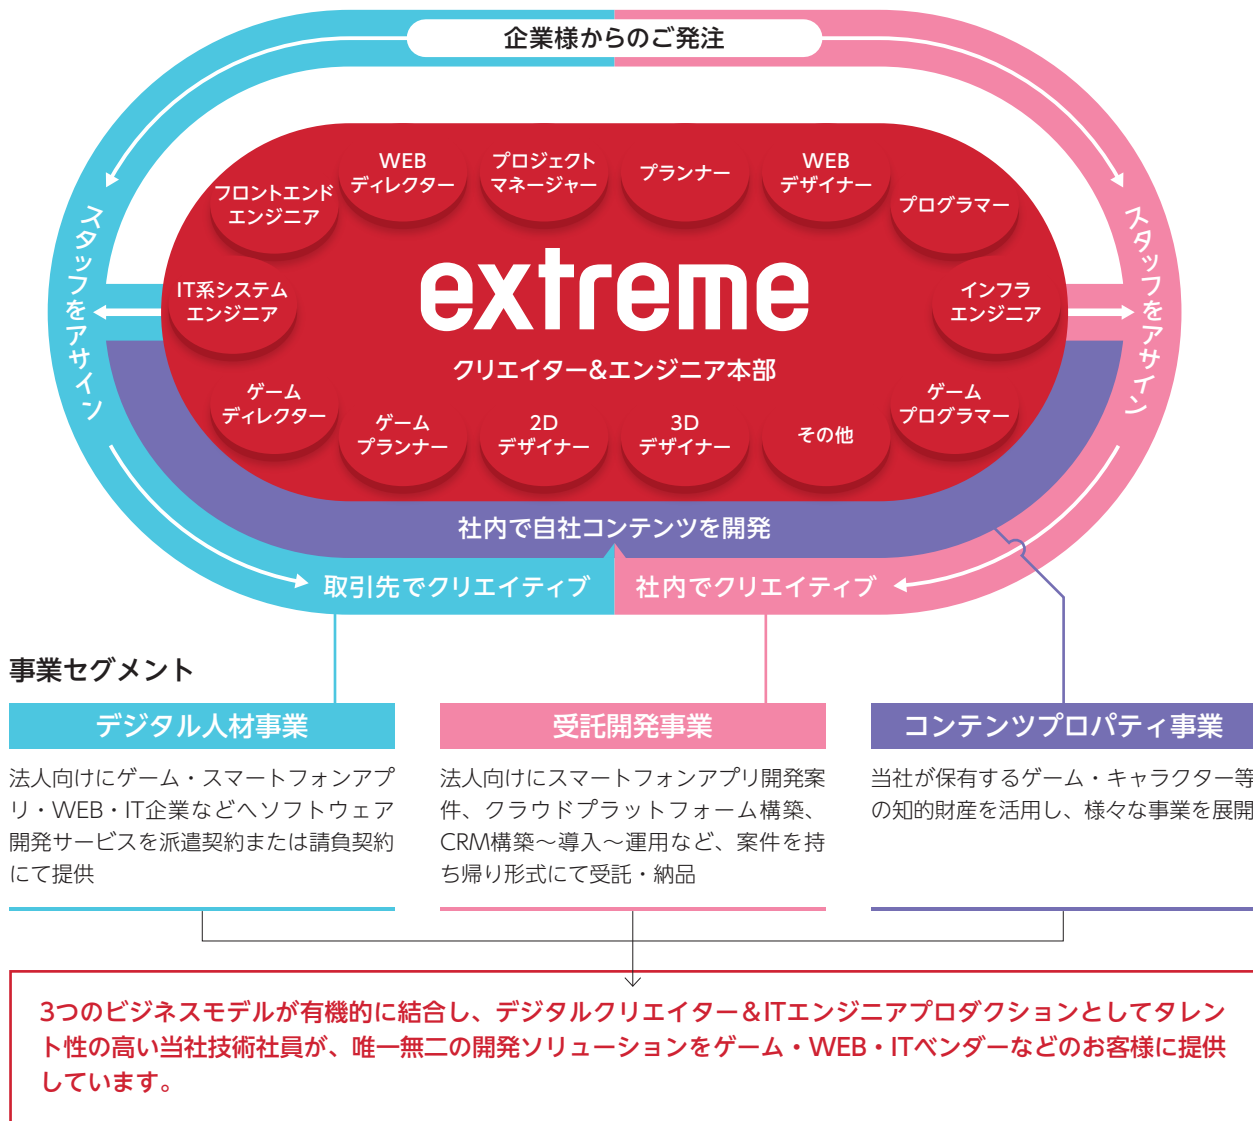 企業様からのご発注
スタッフをアサイン
スタッフをアサイン
フロントエンド
エンジニア
WEB
ディレクター
プロジェクト
マネージャー
プランナー
WEB
デザイナー
プログラマー
IT系システム
エンジニア
extreme
インフラ
エンジニア
クリエイター&エンジニア本部
ゲーム
ディレクター
ゲーム
プランナー
2D
デザイナー
3D
デザイナー
その他
ゲーム
プログラマー
社内で自社コンテンツを開発
取引先でクリエイティブ
社内でクリエイティブ
事業セグメント
デジタル人材事業
法人向けにゲーム・スマートフォンアプ
リ・WEB・IT企業などへソフトウェア
開発サービスを派遣契約または請負契約
にて提供
受託開発事業
法人向けにスマートフォンアプリ開発案
件、クラウドプラットフォーム構築、
CRM構築～導入～運用など、案件を持
ち帰り形式にて受託・納品
コンテンツプロパティ事業
当社が保有するゲーム・キャラクター等
の知的財産を活用し、様々な事業を展開
3つのビジネスモデルが有機的に結合し、デジタルクリエイター&ITエンジニアプロダクションとしてタレン
ト性の高い当社技術社員が、唯一無二の開発ソリューションをゲーム・WEB・ITベンダーなどのお客様に提供
しています。